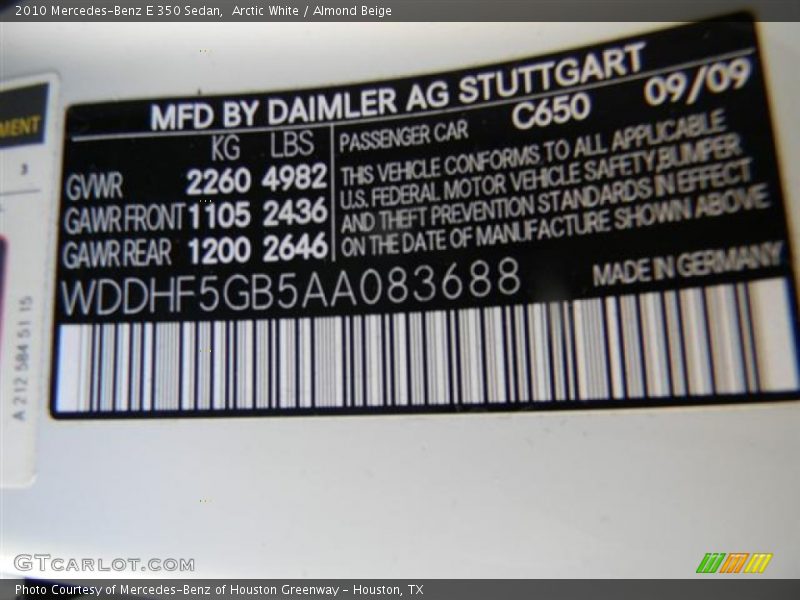 2010 Mercedes-Benz E 350 Sedan,  Arctic White / Almond Beige
MENT
3
A 212 584 51 15
MFD BY DAIMLER AG STUTTGART
KG LBS
GVWR 2260 4982
GAWR FRONT 1105 2436
GAWR REAR 1200 2646
PASSENGER CAR C650 09/09
THIS VEHICLE CONFORMS TO ALL APPLICABLE
U.S. FEDERAL MOTOR VEHICLE SAFETY,BUMPER
AND THEFT PREVENTION STANDARDS IN EFFECT
ON THE DATE OF MANUFACTURE SHOWN ABOVE
WDDHF5GB5AA083688 MADE IN GERMANY
GTCARLOT.COM
Photo Courtesy of Mercedes-Benz of Houston Greenway - Houston, TX